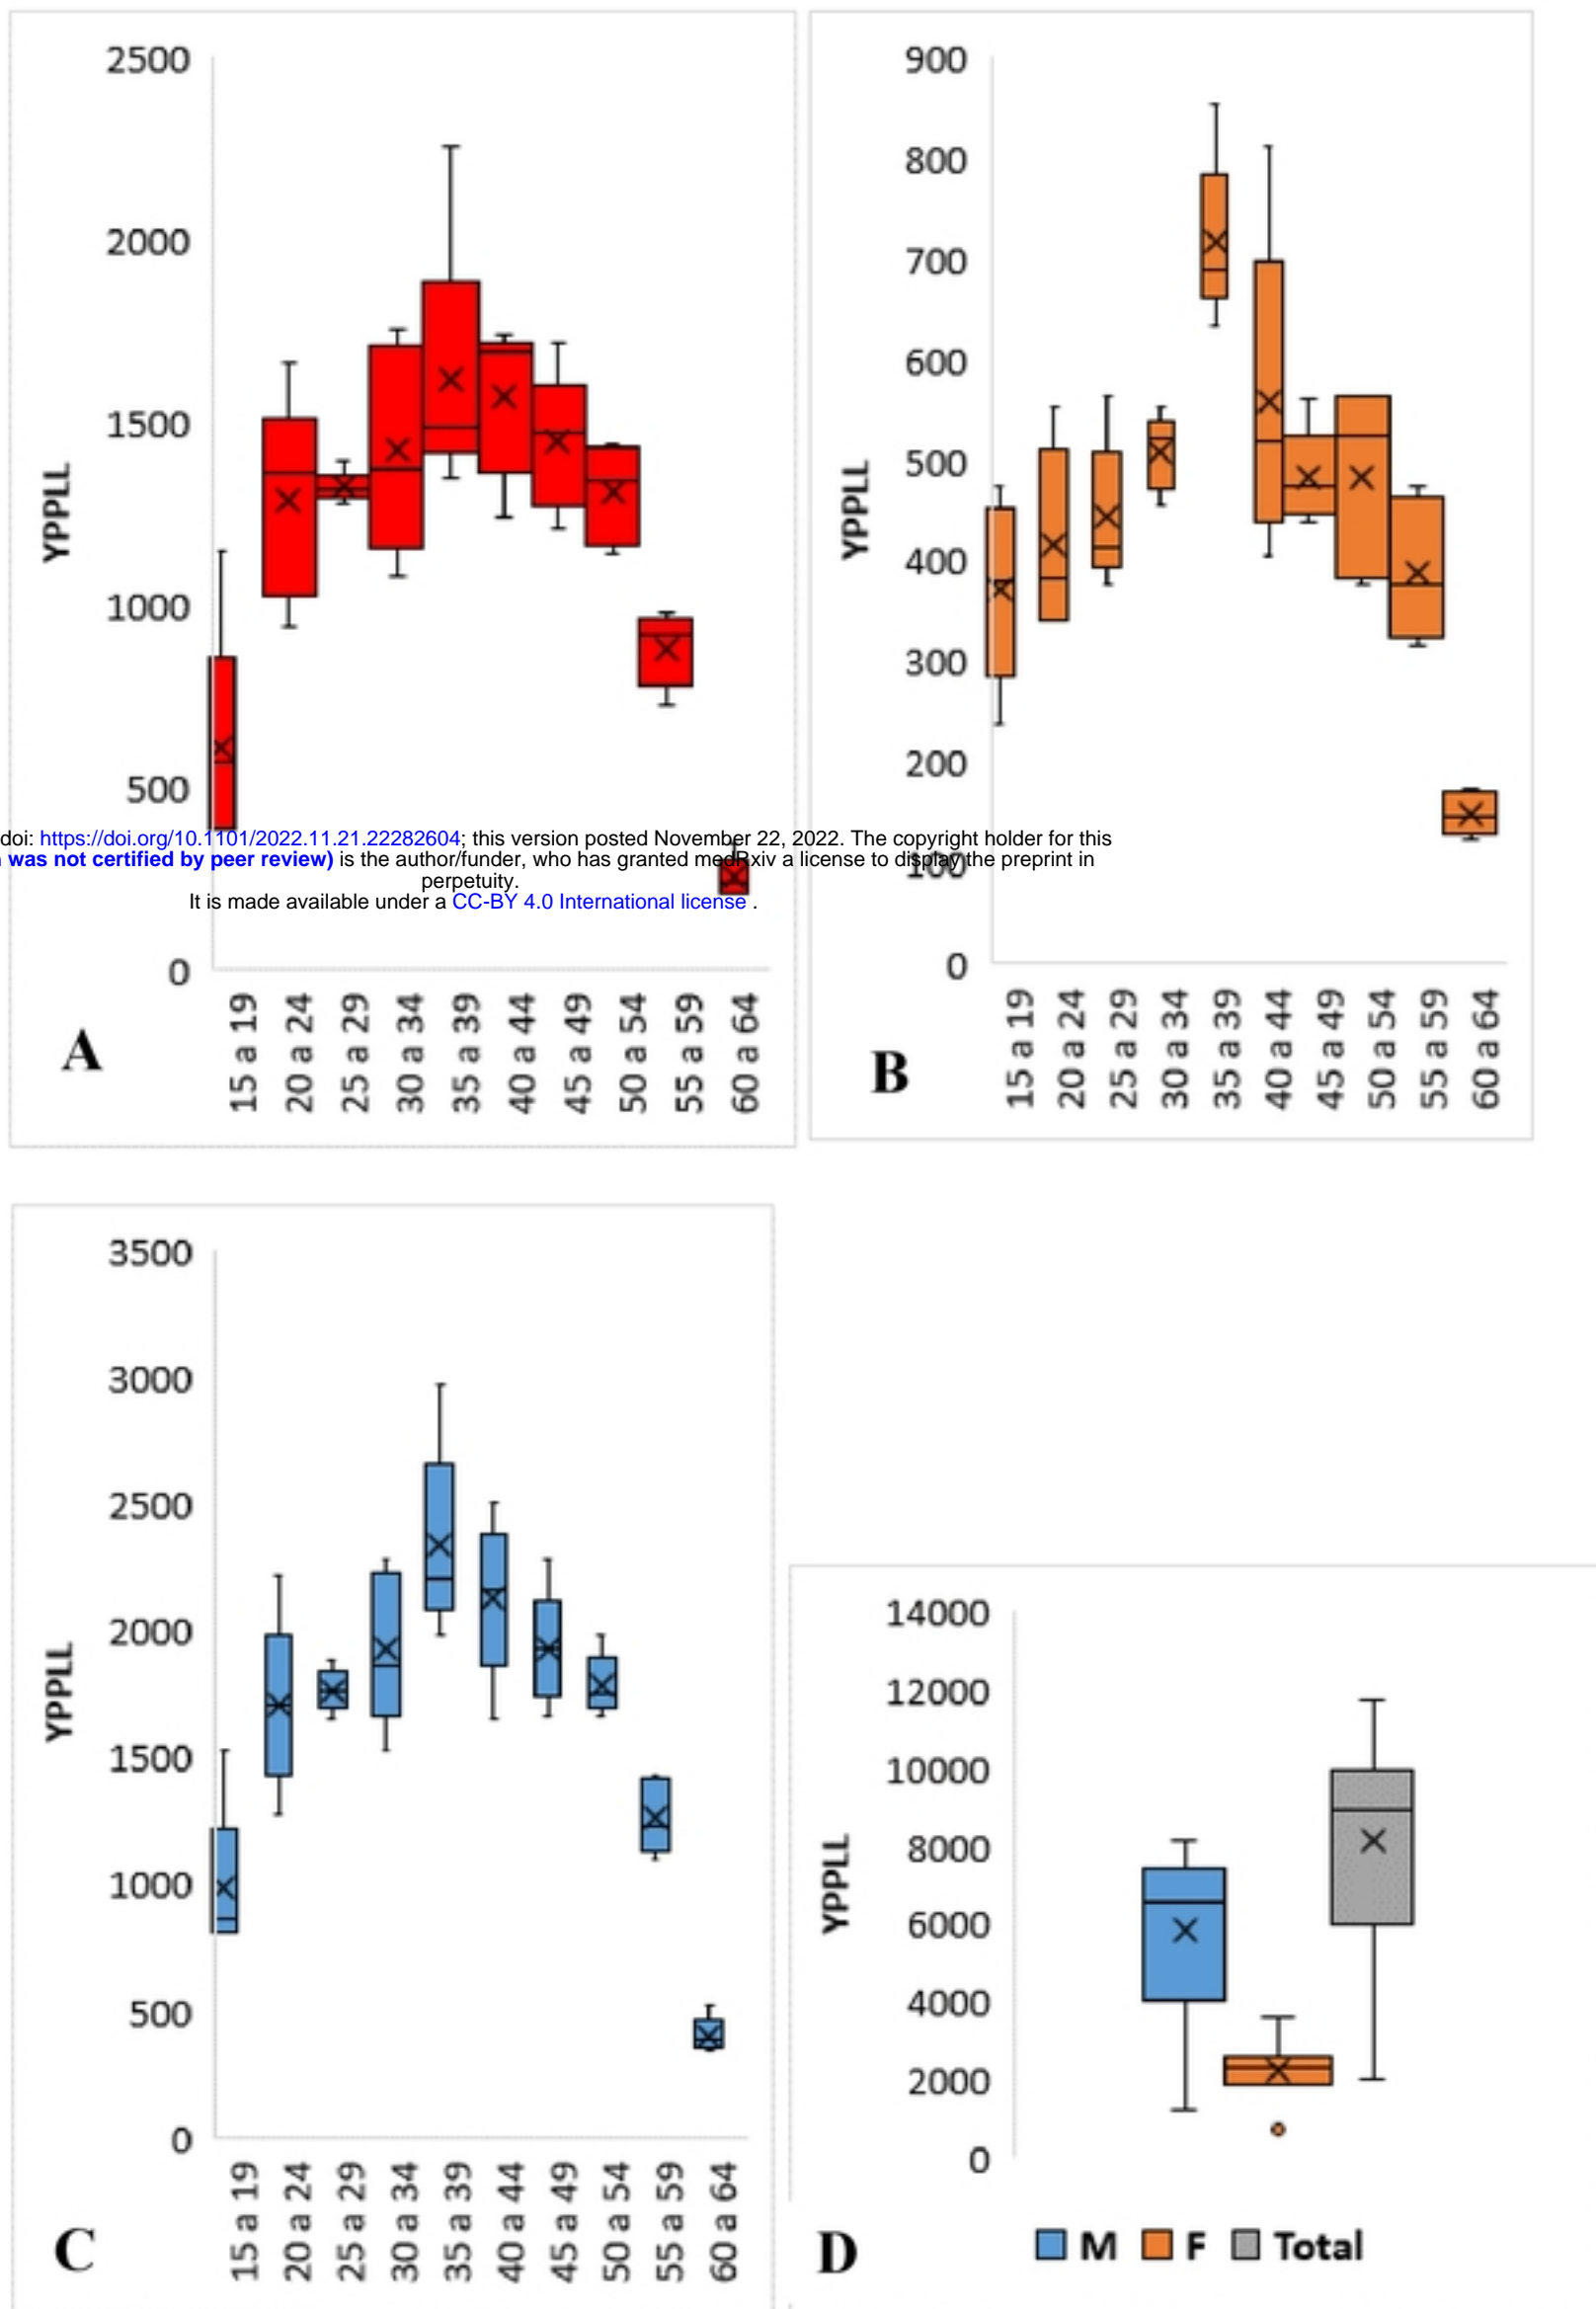 2500
2000
1500
1000
500
0
YPPLL
15 a 19
20 a 24
25 a 29
30 a 34
35 a 39
40 a 44
45 a 49
50 a 54
55 a 59
60 a 64
A
900
800
700
600
500
400
300
200
100
0
YPPLL
15 a 19
20 a 24
25 a 29
30 a 34
35 a 39
40 a 44
45 a 49
50 a 54
55 a 59
60 a 64
B
doi: https://doi.org/10.1101/2022.11.21.22282604; this version posted November 22, 2022. The copyright holder for this
was not certified by peer review) is the author/funder, who has granted medRxiv a license to display the preprint in
perpetuity.
It is made available under a CC-BY 4.0 International license .
3500
3000
2500
2000
1500
1000
500
0
YPPLL
15 a 19
20 a 24
25 a 29
30 a 34
35 a 39
40 a 44
45 a 49
50 a 54
55 a 59
60 a 64
C
14000
12000
10000
8000
6000
4000
2000
0
YPPLL
M F Total
D